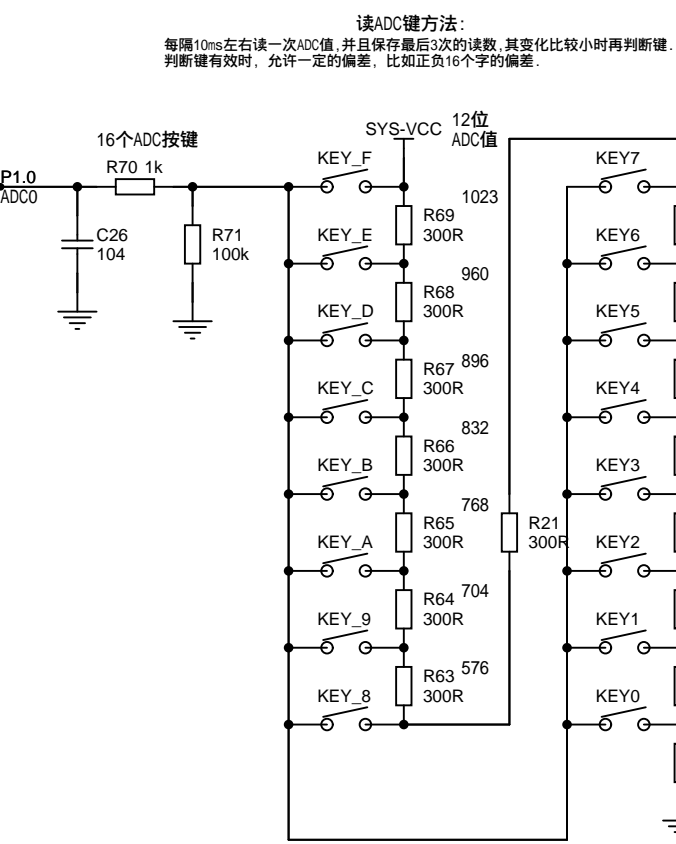 读ADC键方法:
每隔10ms左右读一次ADC值,并且保存最后3次的读数,其变化比较小时再判断键.
判断键有效时, 允许一定的偏差, 比如正负16个字的偏差.
SYS-VCC
12位
ADC值
16个ADC按键
P1.0
ADC0
R70 1k
C26
104
R71
100k
KEY_F
KEY_E
KEY_D
KEY_C
KEY_B
KEY_A
KEY_9
KEY_8
R69
300R
R68
300R
R67
300R
R66
300R
R65
300R
R64
300R
R63
300R
1023
960
896
832
768
704
576
R21
300R
KEY7
KEY6
KEY5
KEY4
KEY3
KEY2
KEY1
KEY0